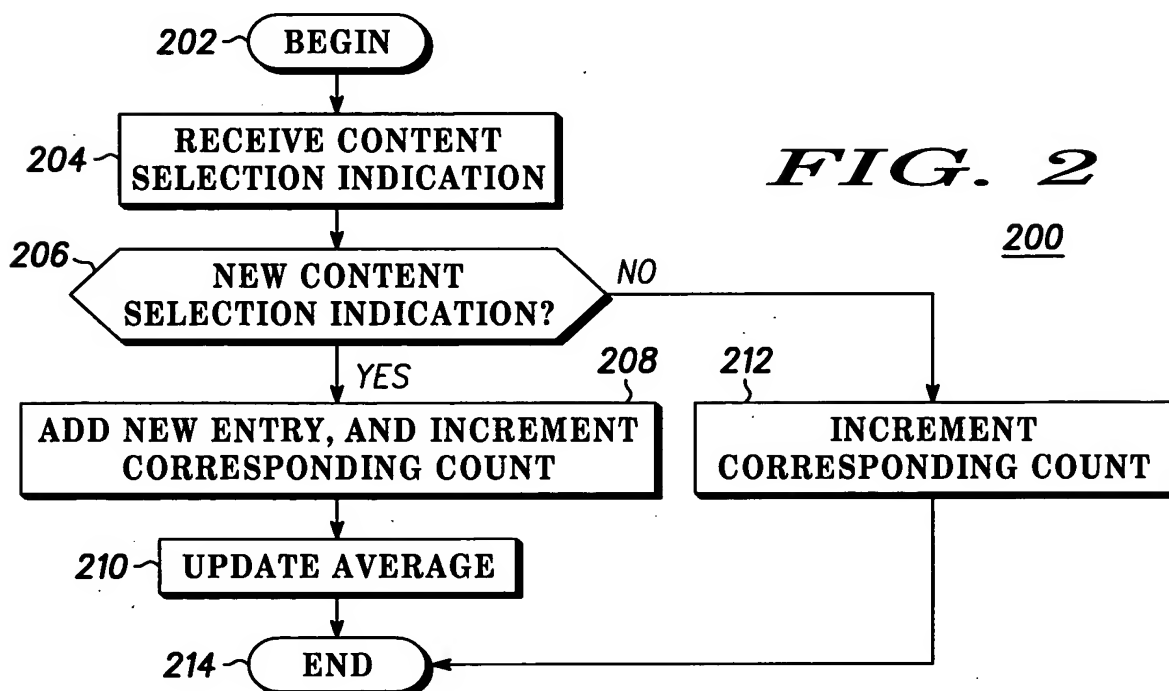 202
BEGIN
204
RECEIVE CONTENT
SELECTION INDICATION
FIG. 2
200
206
NEW CONTENT
SELECTION INDICATION?
NO
YES
208
ADD NEW ENTRY, AND INCREMENT
CORRESPONDING COUNT
212
INCREMENT
CORRESPONDING COUNT
210
UPDATE AVERAGE
214
END